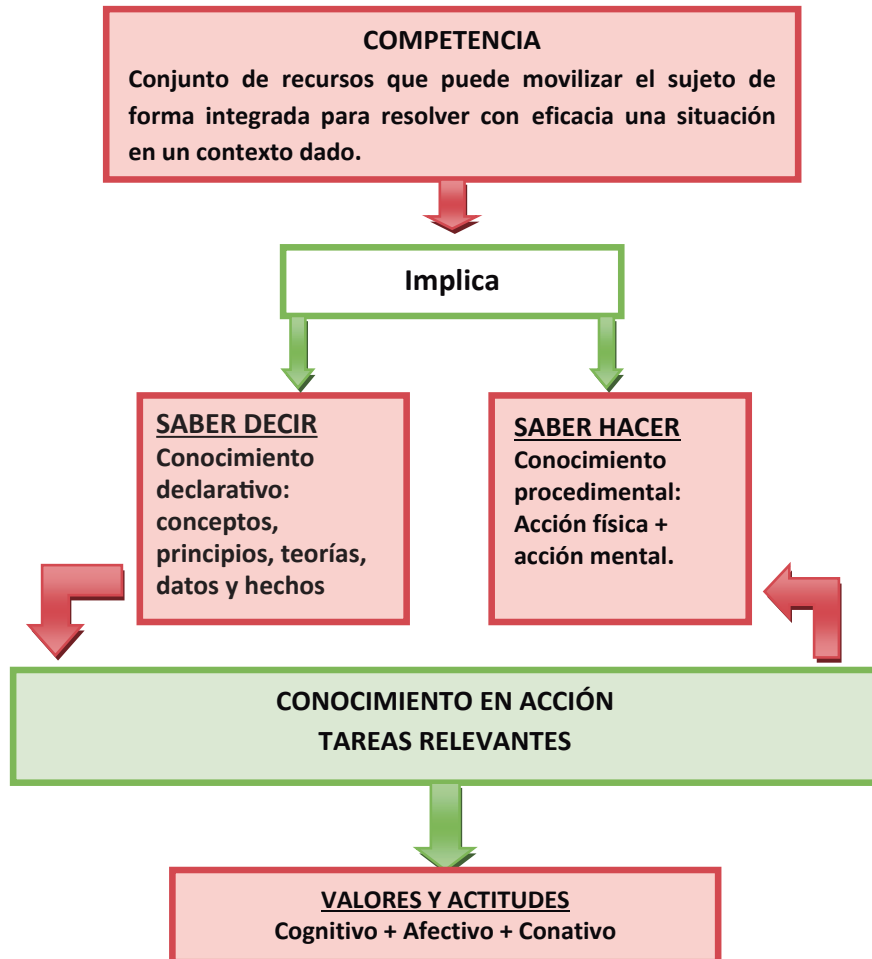 COMPETENCIA
Conjunto de recursos que puede movilizar el sujeto de
forma integrada para resolver con eficacia una situación
en un contexto dado.
Implica
SABER DECIR
Conocimiento
declarativo:
conceptos,
principios, teorías,
datos y hechos
SABER HACER
Conocimiento
procedimental:
Acción física +
acción mental.
CONOCIMIENTO EN ACCIÓN
TAREAS RELEVANTES
VALORES Y ACTITUDES
Cognitivo + Afectivo + Conativo